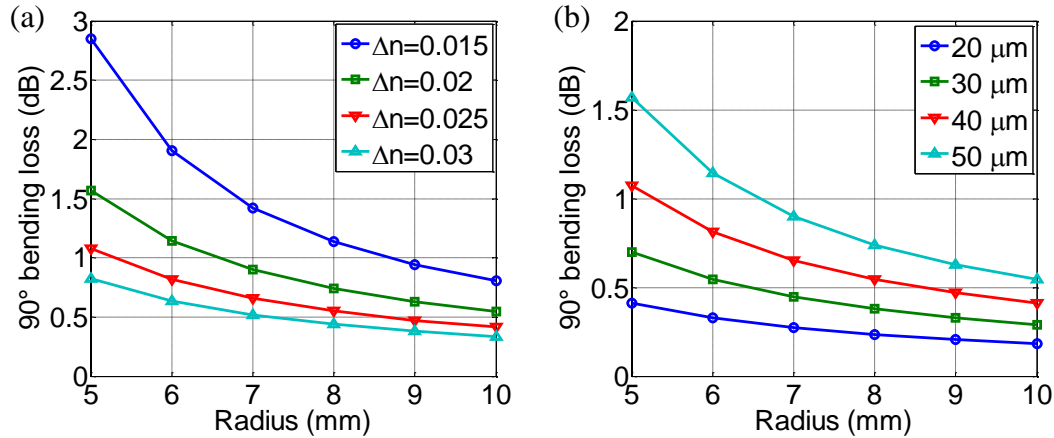 (a)
3
2.5
2
1.5
1
0.5
0
5
6
7
8
9
10
90° bending loss (dB)
Radius (mm)
Δn=0.015
Δn=0.02
Δn=0.025
Δn=0.03
(b)
2
1.5
1
0.5
0
5
6
7
8
9
10
90° bending loss (dB)
Radius (mm)
20 μm
30 μm
40 μm
50 μm